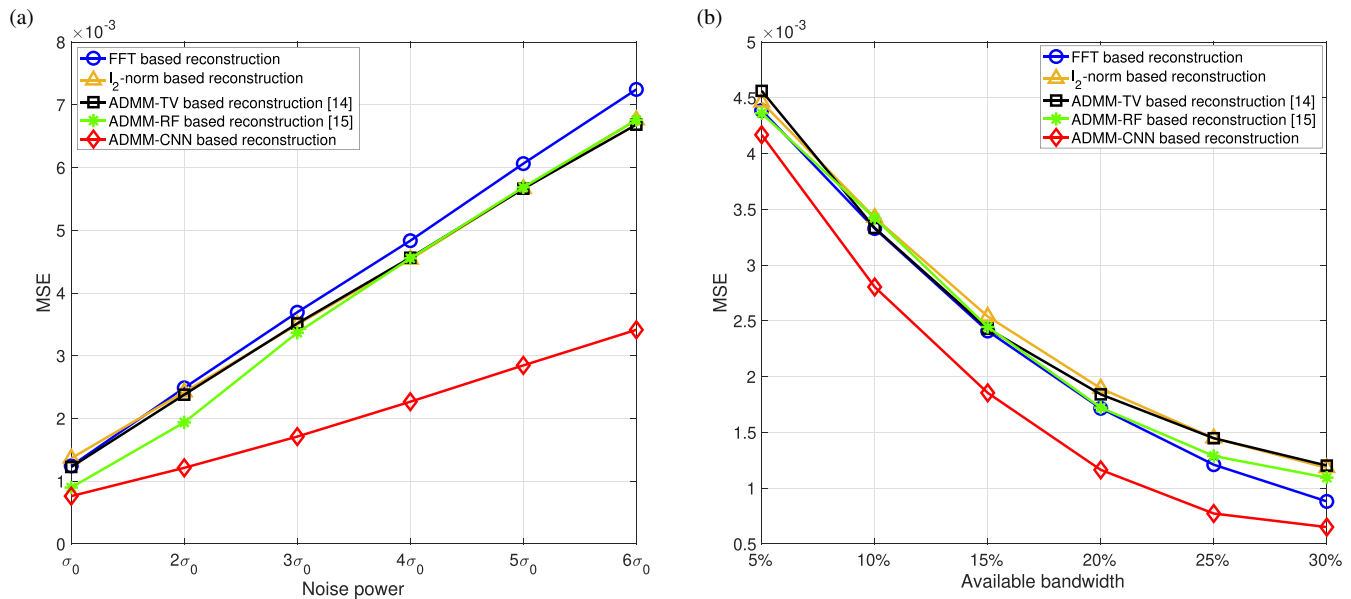 (a)
×10⁻³
8
7
6
5
4
3
2
1
0
MSE
FFT based reconstruction
l₂-norm based reconstruction
ADMM-TV based reconstruction [14]
ADMM-RF based reconstruction [15]
ADMM-CNN based reconstruction
σ₀ 2σ₀ 3σ₀ 4σ₀ 5σ₀ 6σ₀
Noise power
(b)
×10⁻³
5
4.5
4
3.5
3
2.5
2
1.5
1
0.5
MSE
FFT based reconstruction
l₂-norm based reconstruction
ADMM-TV based reconstruction [14]
ADMM-RF based reconstruction [15]
ADMM-CNN based reconstruction
5% 10% 15% 20% 25% 30%
Available bandwidth